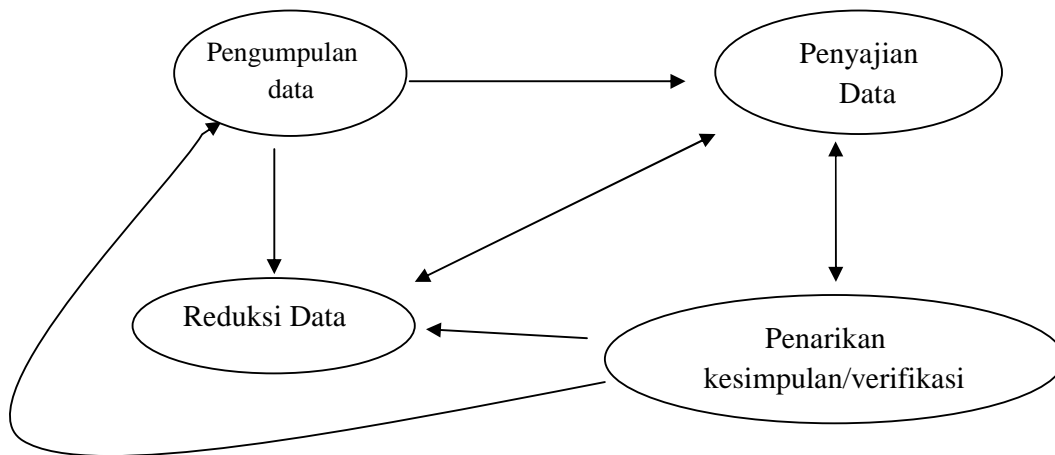 Pengumpulan
data
Penyajian
Data
Reduksi Data
Penarikan
kesimpulan/verifikasi